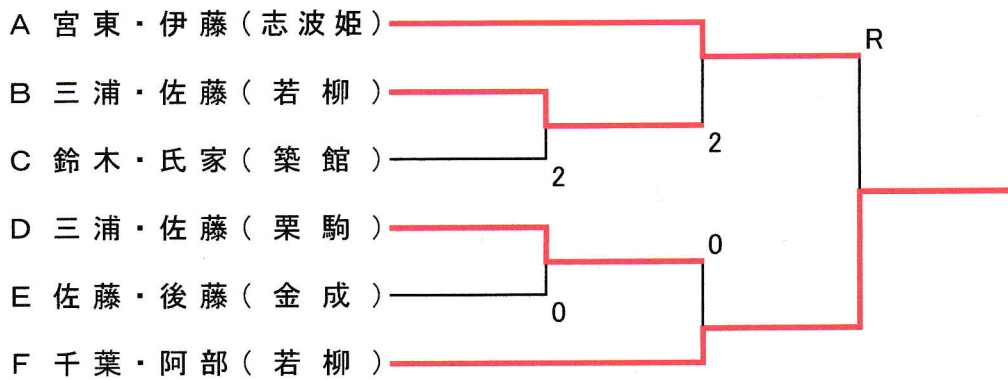 A 宮東・伊藤(志波姫)
R
B 三浦・佐藤(若柳)
2
C 鈴木・氏家(築館)
2
D 三浦・佐藤(栗駒)
0
E 佐藤・後藤(金成)
0
F 千葉・阿部(若柳)